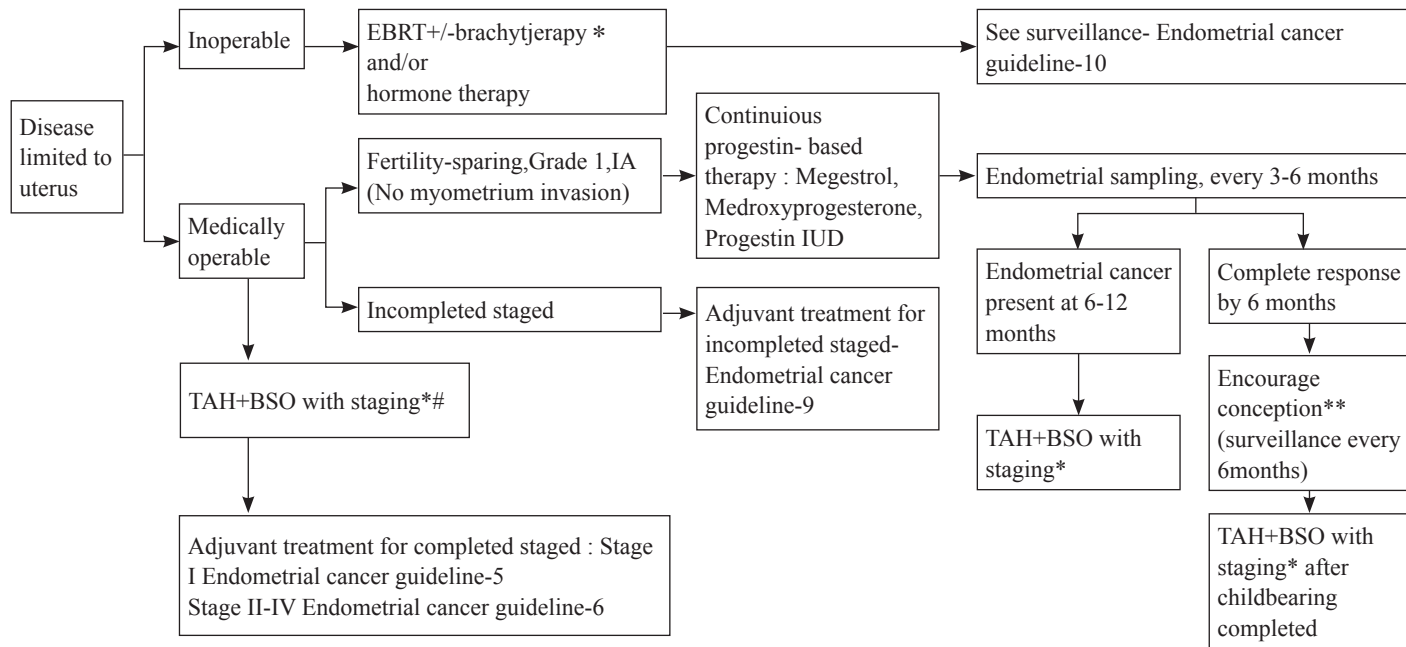 Inoperable
EBRT+/-brachytjerapy *
and/or
hormone therapy
See surveillance- Endometrial cancer
guideline-10
Disease
limited to
uterus
Medically
operable
Fertility-sparing,Grade 1,IA
(No myometrium invasion)
Continuious
progestin- based
therapy : Megestrol,
Medroxyprogesterone,
Progestin IUD
Endometrial sampling, every 3-6 months
Endometrial cancer
present at 6-12
months
Complete response
by 6 months
Incompleted staged
Adjuvant treatment for
incompleted staged-
Endometrial cancer
guideline-9
TAH+BSO with staging*#
TAH+BSO with
staging*
Encourage
conception**
(surveillance every
6months)
Adjuvant treatment for completed staged : Stage
I Endometrial cancer guideline-5
Stage II-IV Endometrial cancer guideline-6
TAH+BSO with
staging* after
childbearing
completed